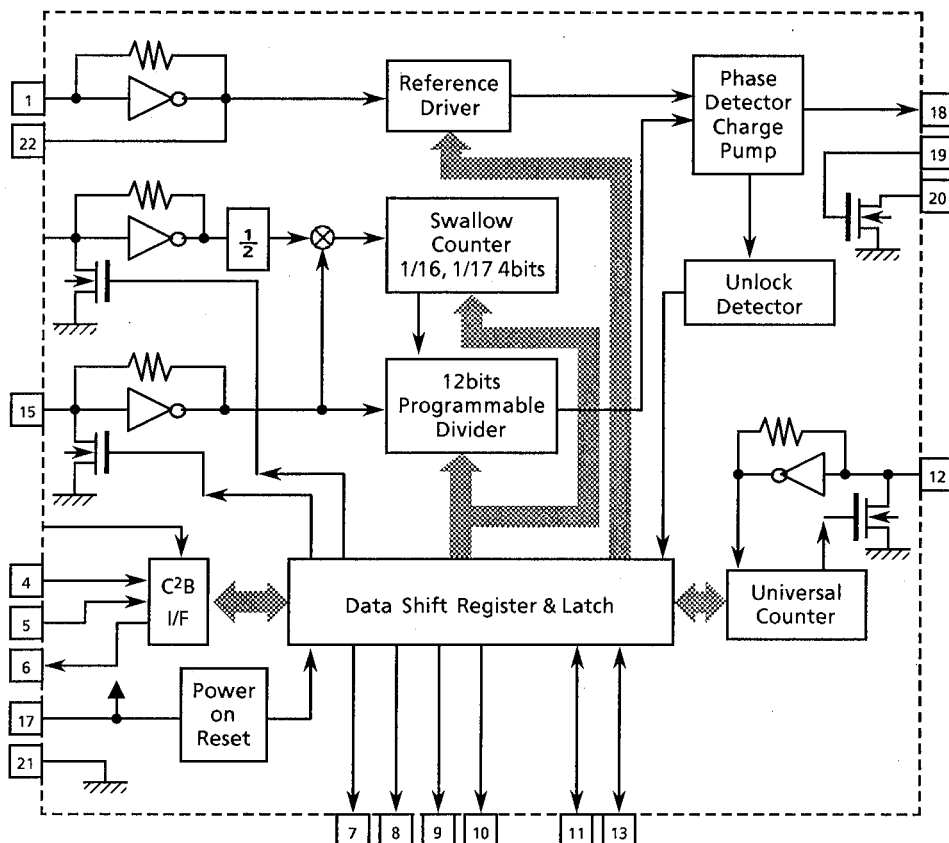 1
22
Reference
Driver
Phase
Detector
Charge
Pump
18
19
20
1/2
Swallow
Counter
1/16, 1/17 4bits
Unlock
Detector
15
12bits
Programmable
Divider
12
4
5
6
C²B
I/F
Data Shift Register & Latch
Universal
Counter
17
Power
on
Reset
21
7
8
9
10
11
13